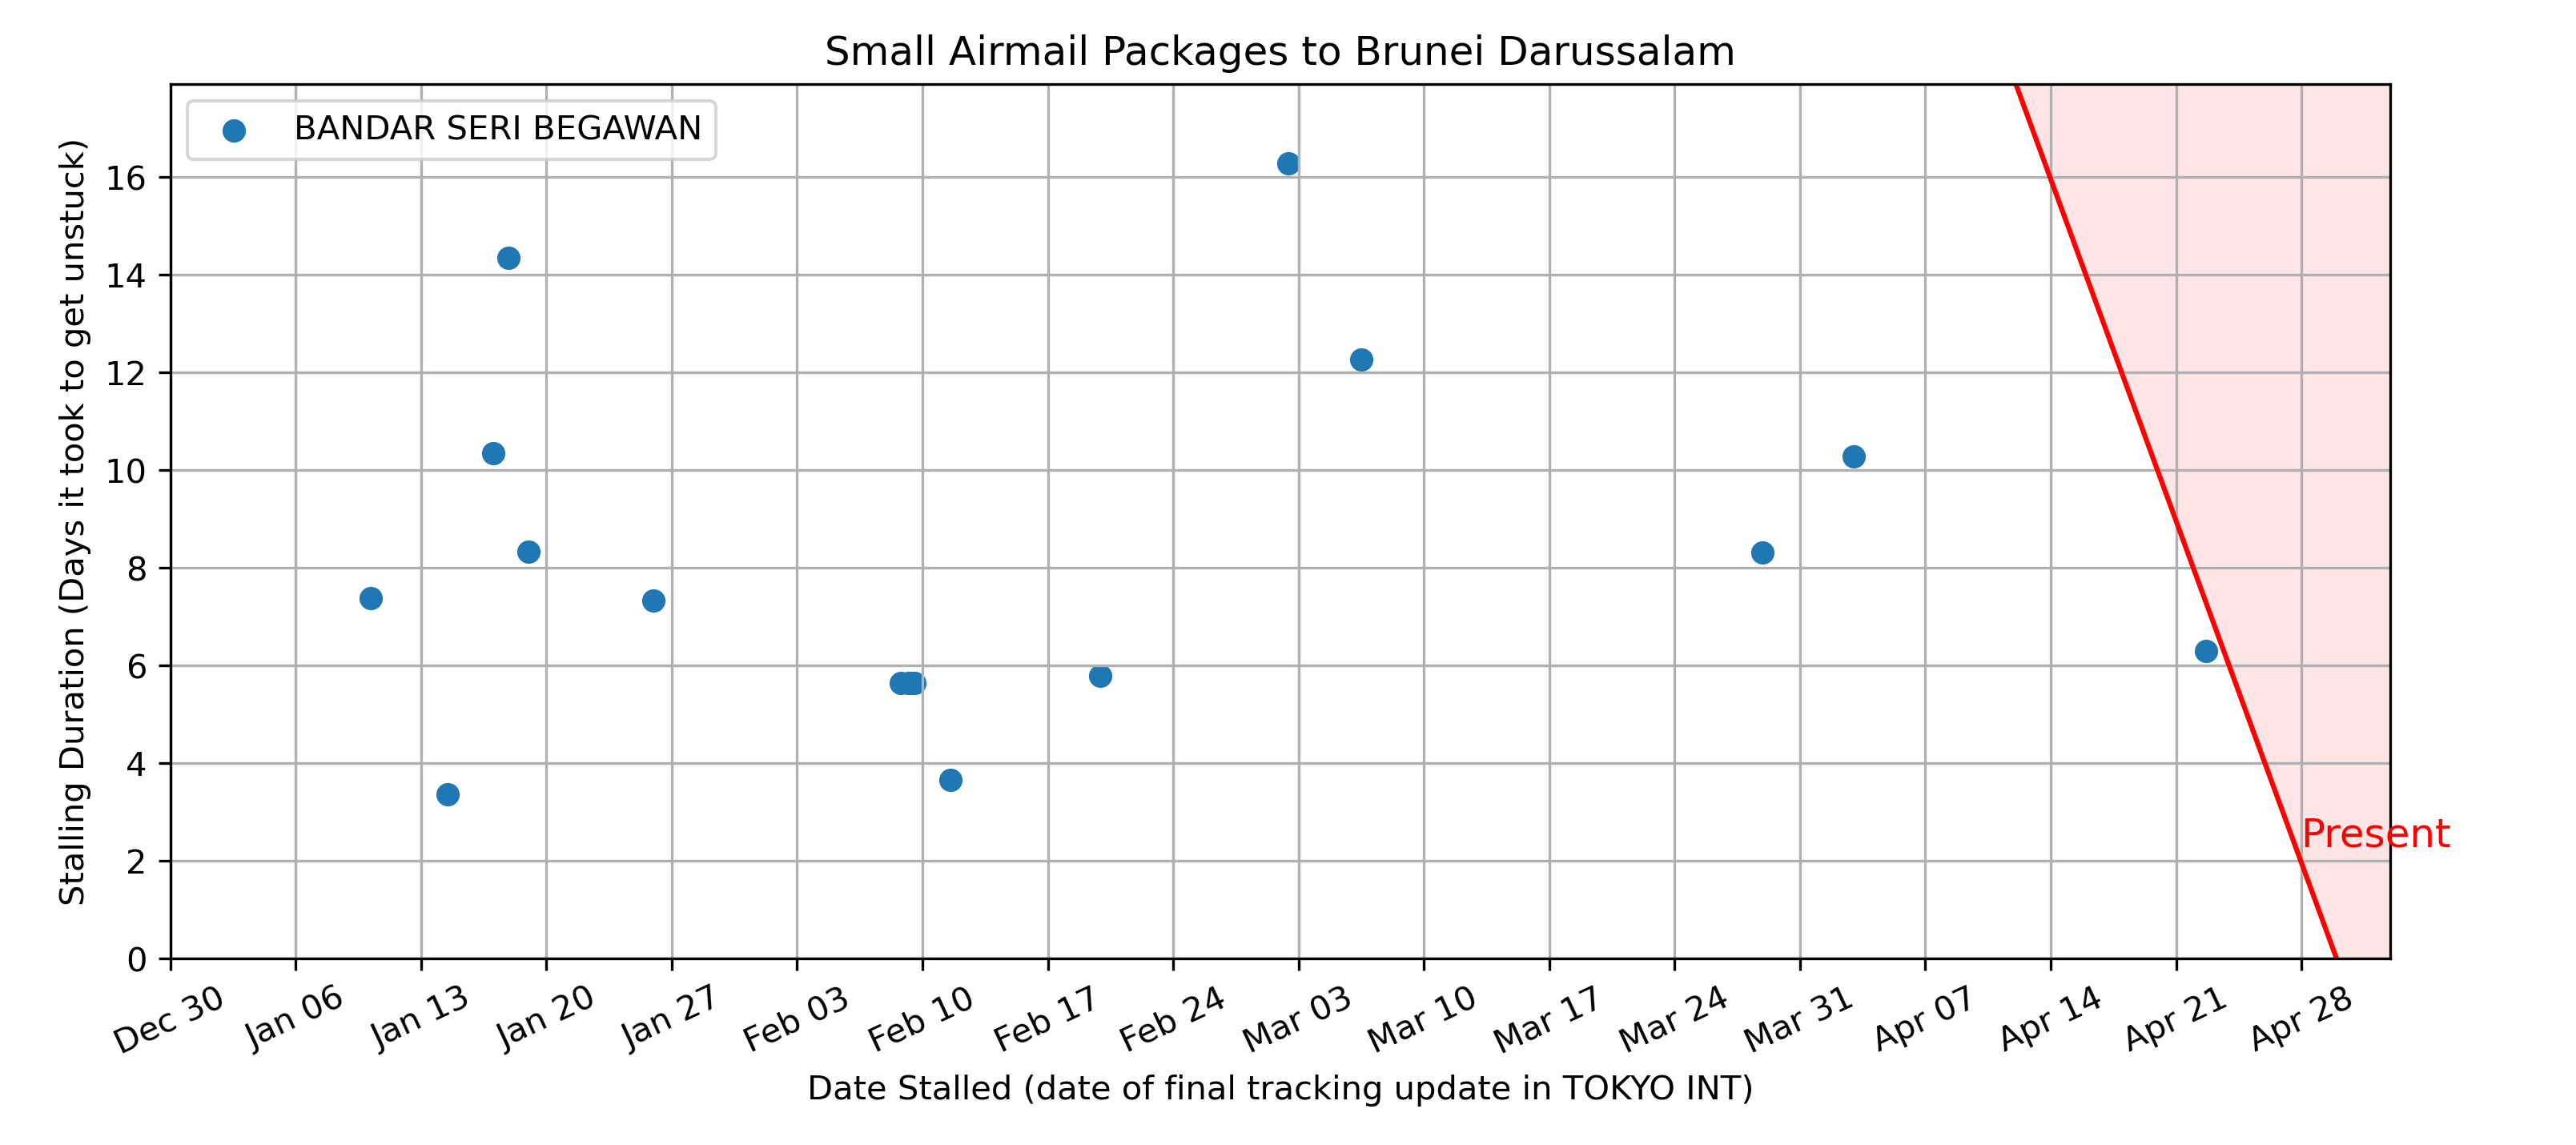 Small Airmail Packages to Brunei Darussalam
BANDAR SERI BEGAWAN
Stalling Duration (Days it took to get unstuck)
16
14
12
10
8
6
4
2
0
Present
Dec 30
Jan 06
Jan 13
Jan 20
Jan 27
Feb 03
Feb 10
Feb 17
Feb 24
Mar 03
Mar 10
Mar 17
Mar 24
Mar 31
Apr 07
Apr 14
Apr 21
Apr 28
Date Stalled (date of final tracking update in TOKYO INT)